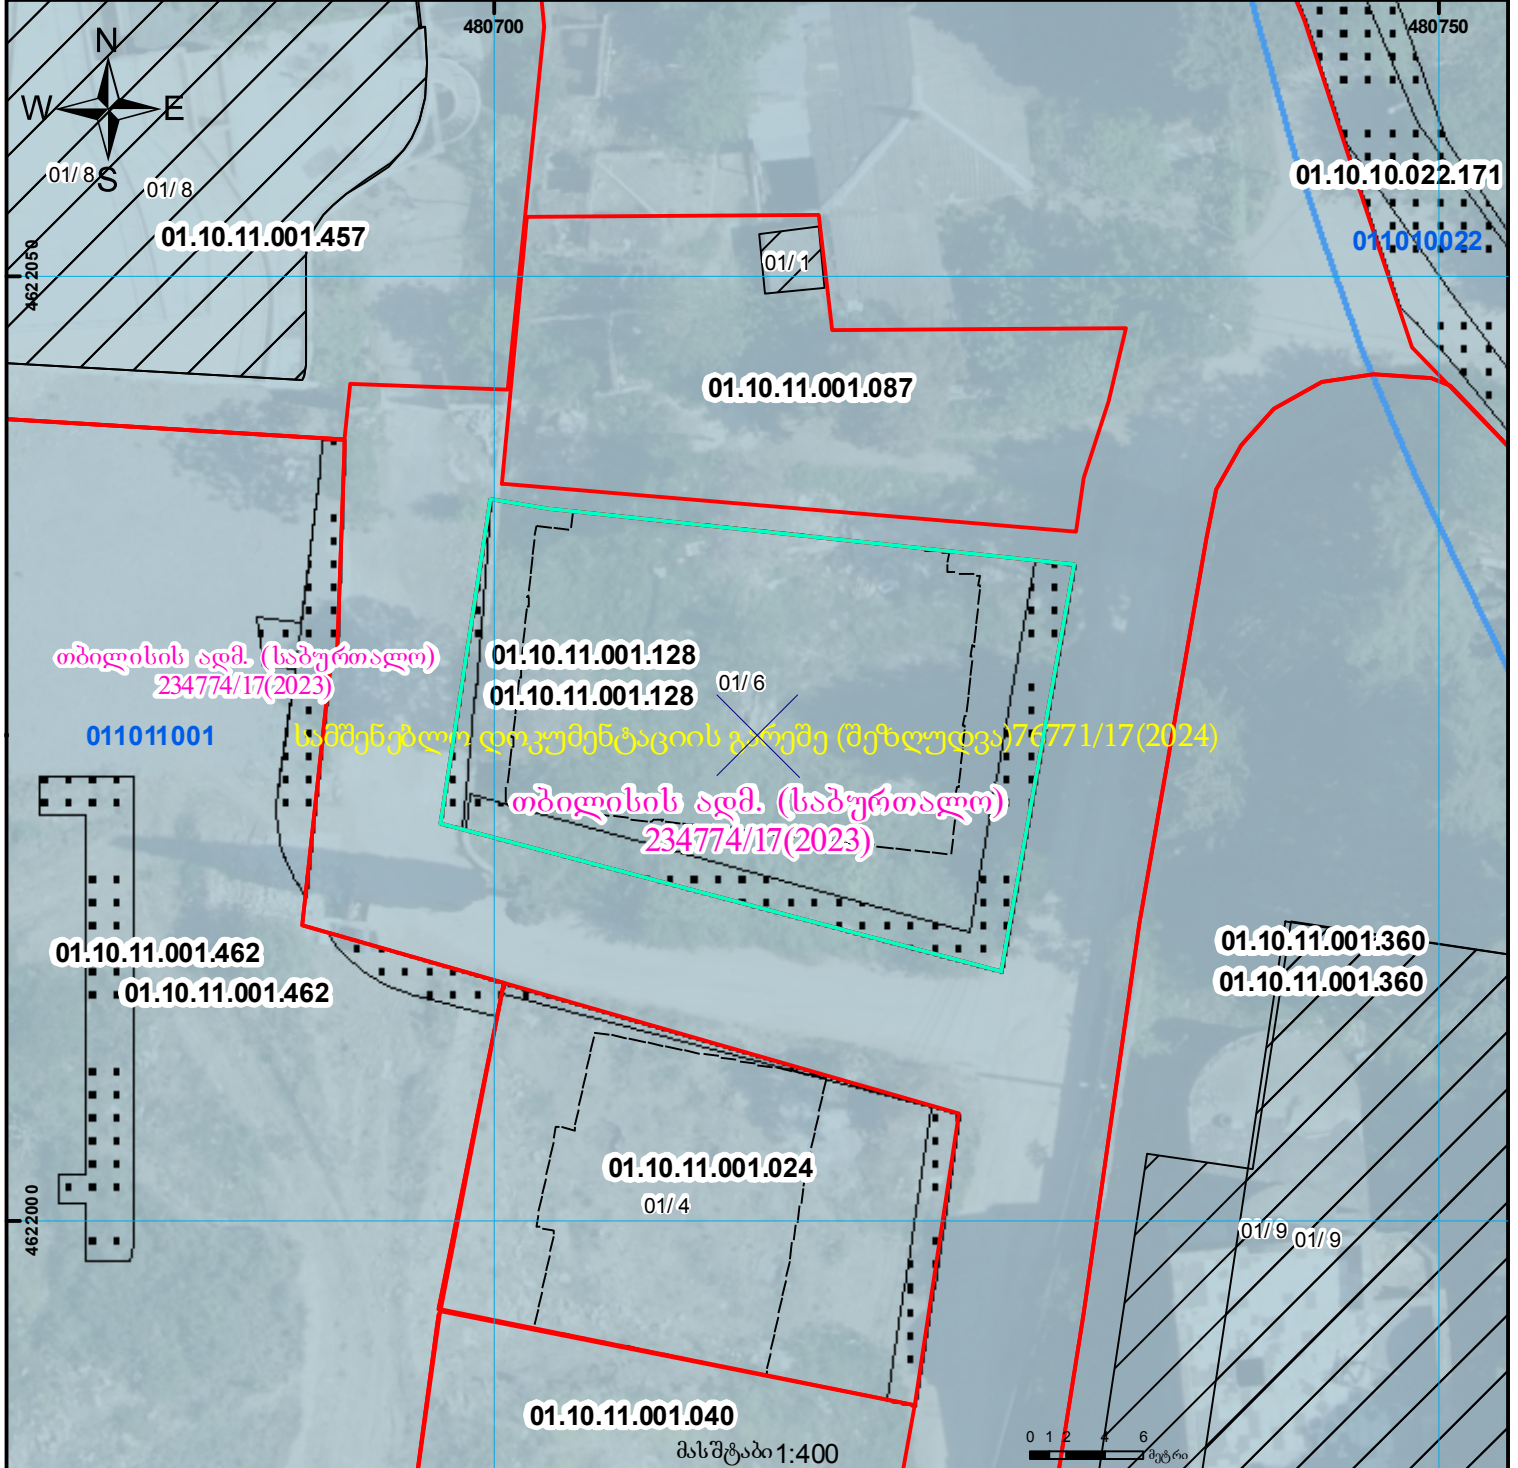 480700
480750
N
W
E
S
01/ 8
01/ 8
01.10.11.001.457
01.10.10.022.171
011010022
4622050
01/ 1
01.10.11.001.087
თბილისის ადმ. (საბურთალო)
234774/17(2023)
01.10.11.001.128
01.10.11.001.128
01/ 6
011011001
სამშენებლო დოკუმენტაციის გარეშე (შეზღუდვა)76771/17(2024)
თბილისის ადმ. (საბურთალო)
234774/17(2023)
01.10.11.001.462
01.10.11.001.462
01.10.11.001.360
01.10.11.001.360
01.10.11.001.024
01/ 4
4622000
01/ 9
01/ 9
01.10.11.001.040
მასშტაბი 1:400
0 1 2 4 6
მეტრი